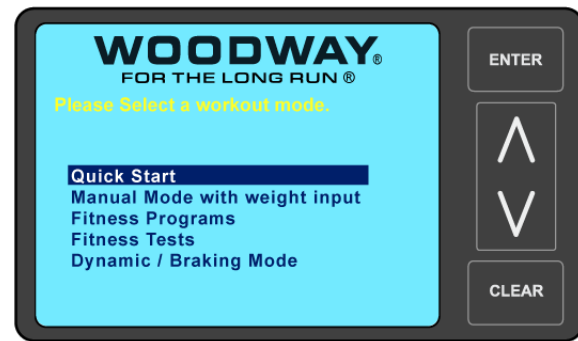 WOODWAY®
FOR THE LONG RUN ®
Please Select a workout mode.
Quick Start
Manual Mode with weight input
Fitness Programs
Fitness Tests
Dynamic / Braking Mode
ENTER
CLEAR